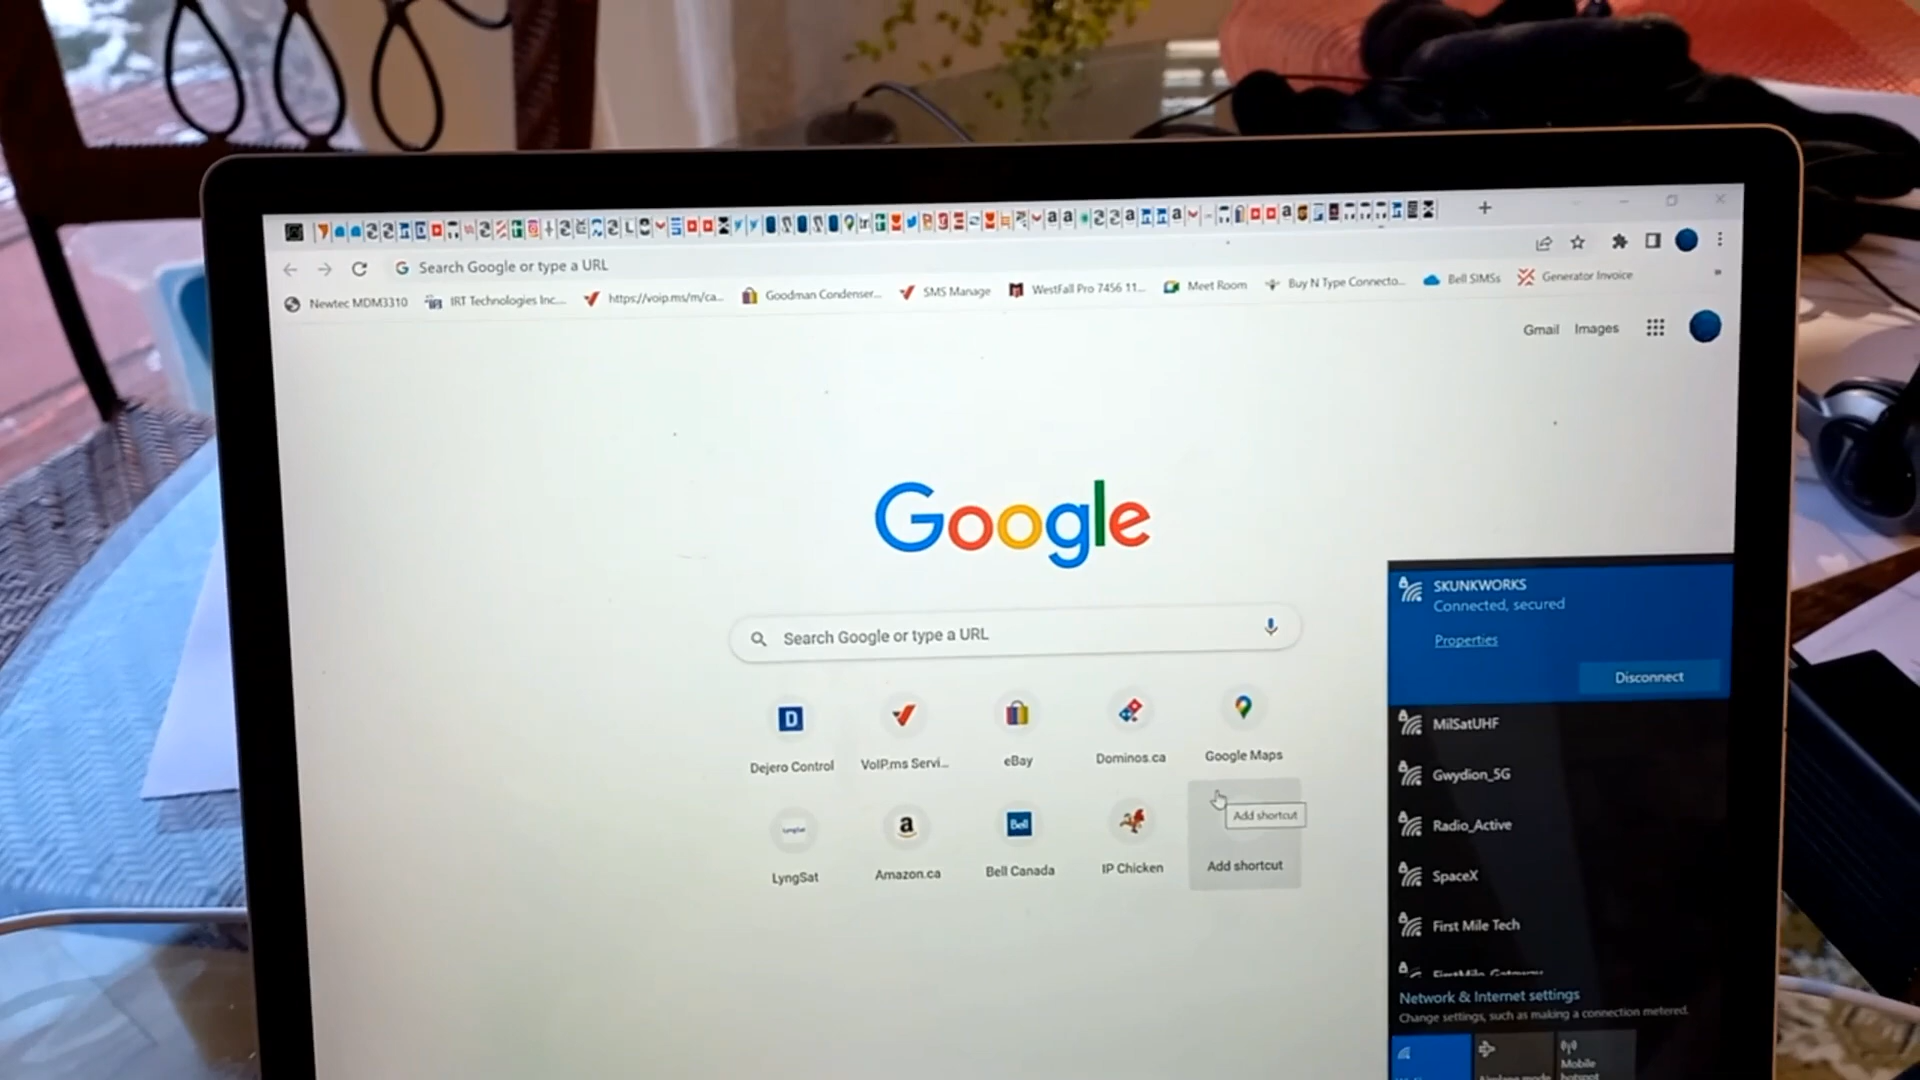 Search Google or type a URL
Newtec MDM3310
IRT Technologies Inc....
https://voip.ms/m/ca...
Goodman Condenser...
SMS Manage
WestFall Pro 7456 11...
Meet Room
Buy N Type Connecto...
Bell SIMSs
Generator Invoice
Gmail Images
Google
Search Google or type a URL
Dejero Control
VoIP.ms Servi...
eBay
Dominos.ca
Google Maps
LyngSat
Amazon.ca
Bell
Bell Canada
IP Chicken
Add shortcut
Add shortcut
SKUNKWORKS
Connected, secured
Properties
Disconnect
MilSatUHF
Gwydion_5G
Radio_Active
SpaceX
First Mile Tech
Network & Internet settings
Change settings, such as making a connection metered.
Mobile